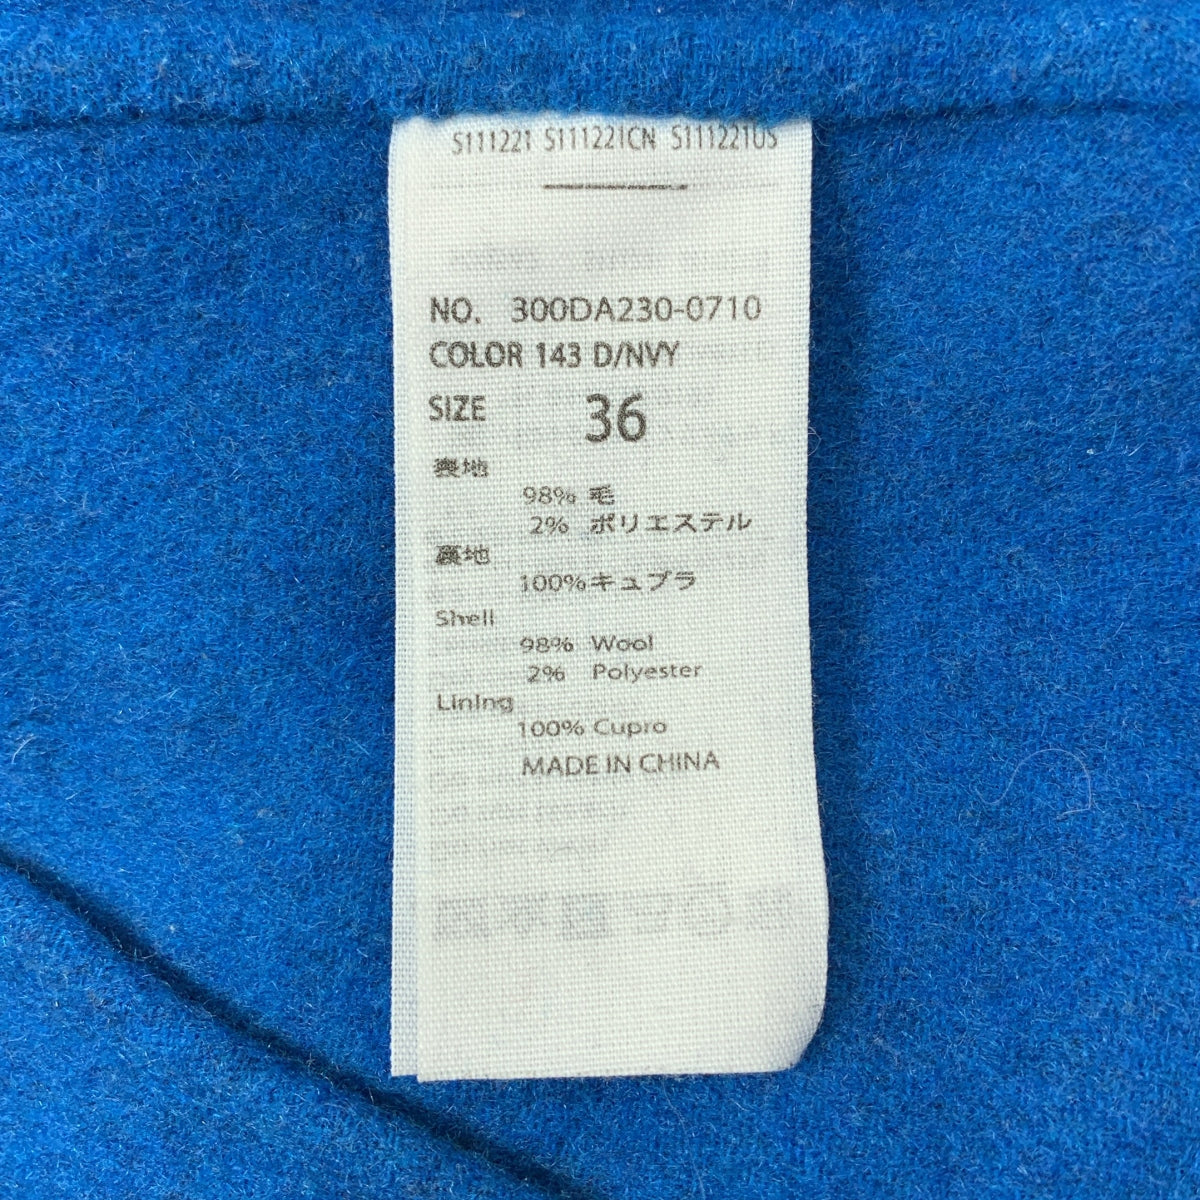 S111221 S111221CN S111221US
NO. 300DA230-0710
COLOR 143 D/NVY
SIZE 36
表地
98% 毛
2% ポリエステル
裏地
100% キュプラ
Shell
98% Wool
2% Polyester
Lining
100% Cupro
MADE IN CHINA